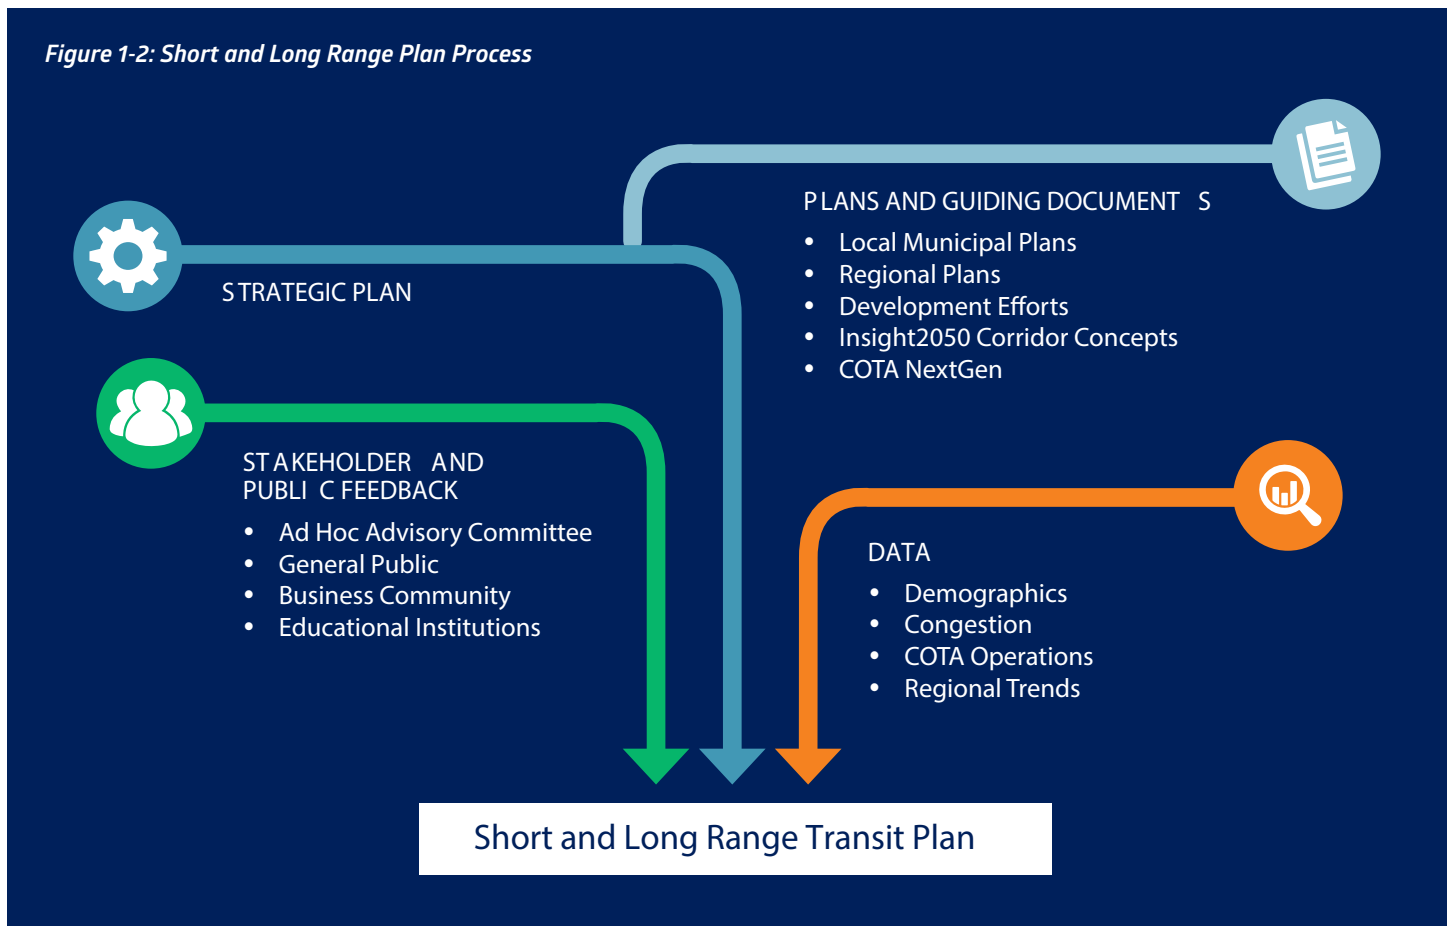 Figure 1-2: Short and Long Range Plan Process
PLANS AND GUIDING DOCUMENTS
• Local Municipal Plans
• Regional Plans
• Development Efforts
• Insight2050 Corridor Concepts
• COTA NextGen
STRATEGIC PLAN
STAKEHOLDER AND
PUBLIC FEEDBACK
• Ad Hoc Advisory Committee
• General Public
• Business Community
• Educational Institutions
DATA
• Demographics
• Congestion
• COTA Operations
• Regional Trends
Short and Long Range Transit Plan